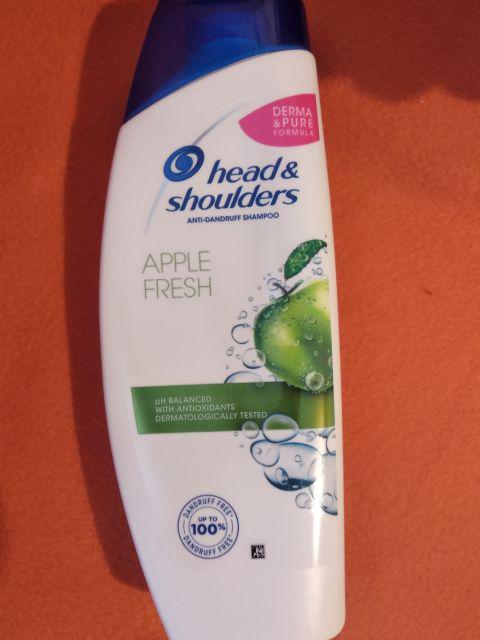 DERMA
&PURE
FORMULA
head&
shoulders
ANTI-DANDRUFF SHAMPOO
APPLE
FRESH
pH BALANCED
WITH ANTIOXIDANTS
DERMATOLOGICALLY TESTED
DANDRUFF FREE*
UP TO
100%
DANDRUFF FREE*